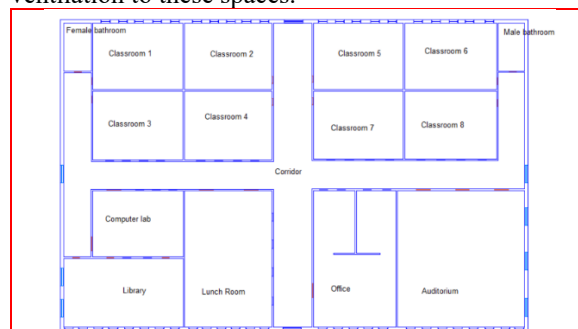 ventilation to these spaces.
Female bathroom
Male bathroom
Classroom 1
Classroom 2
Classroom 5
Classroom 6
Classroom 3
Classroom 4
Classroom 7
Classroom 8
Corridor
Computer lab
Library
Lunch Room
Office
Auditorium